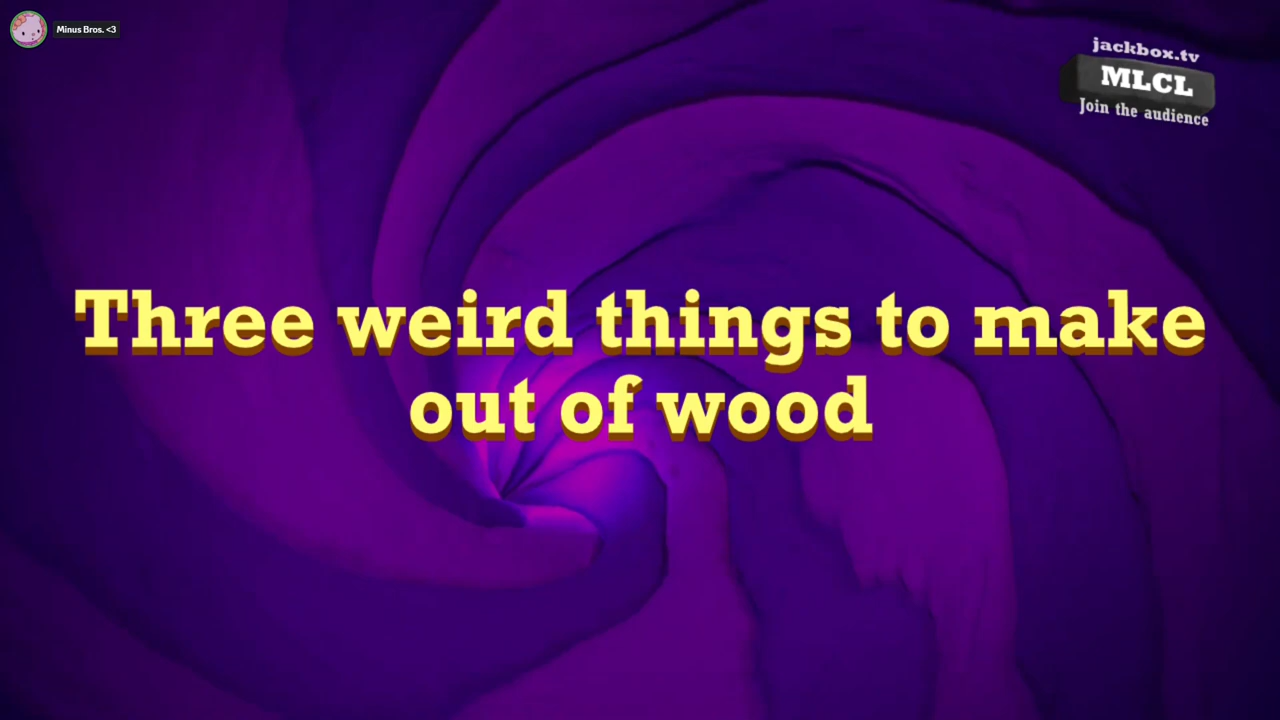 Minus Bros. <3
jackbox.tv
MLCL
Join the audience
Three weird things to make
out of wood